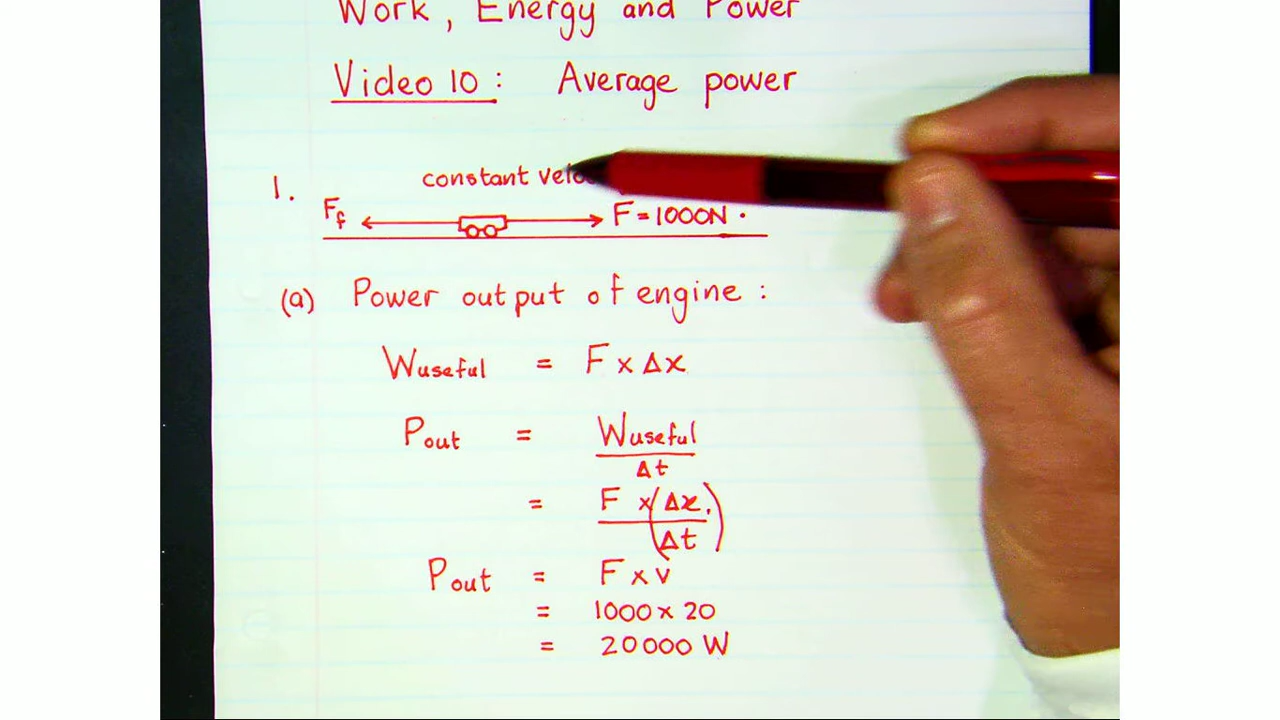 Work, Energy and Power
Video 10: Average power
1.
constant
Ff F = 1000N
(a) Power output of engine:
Wuseful = F x Δx
Pout = Wuseful / Δt
= F x (Δx / Δt)
Pout = F x v
= 1000 x 20
= 20000 W